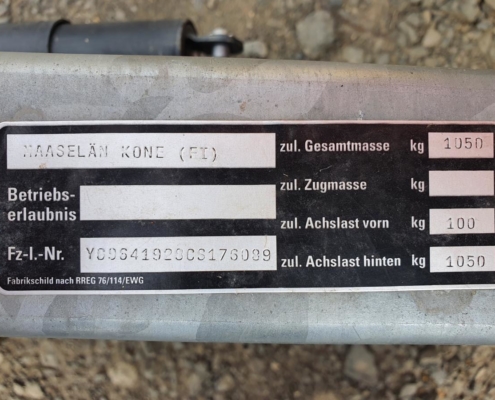 MAASELÄN KONE (FI)
zul. Gesamtmasse kg 1050
zul. Zugmasse kg
Betriebs-
erlaubnis
zul. Achslast vorn kg 100
Fz-I.-Nr. YC9641920CS176089
zul. Achslast hinten kg 1050
Fabrikschild nach RREG 76/114/EWG